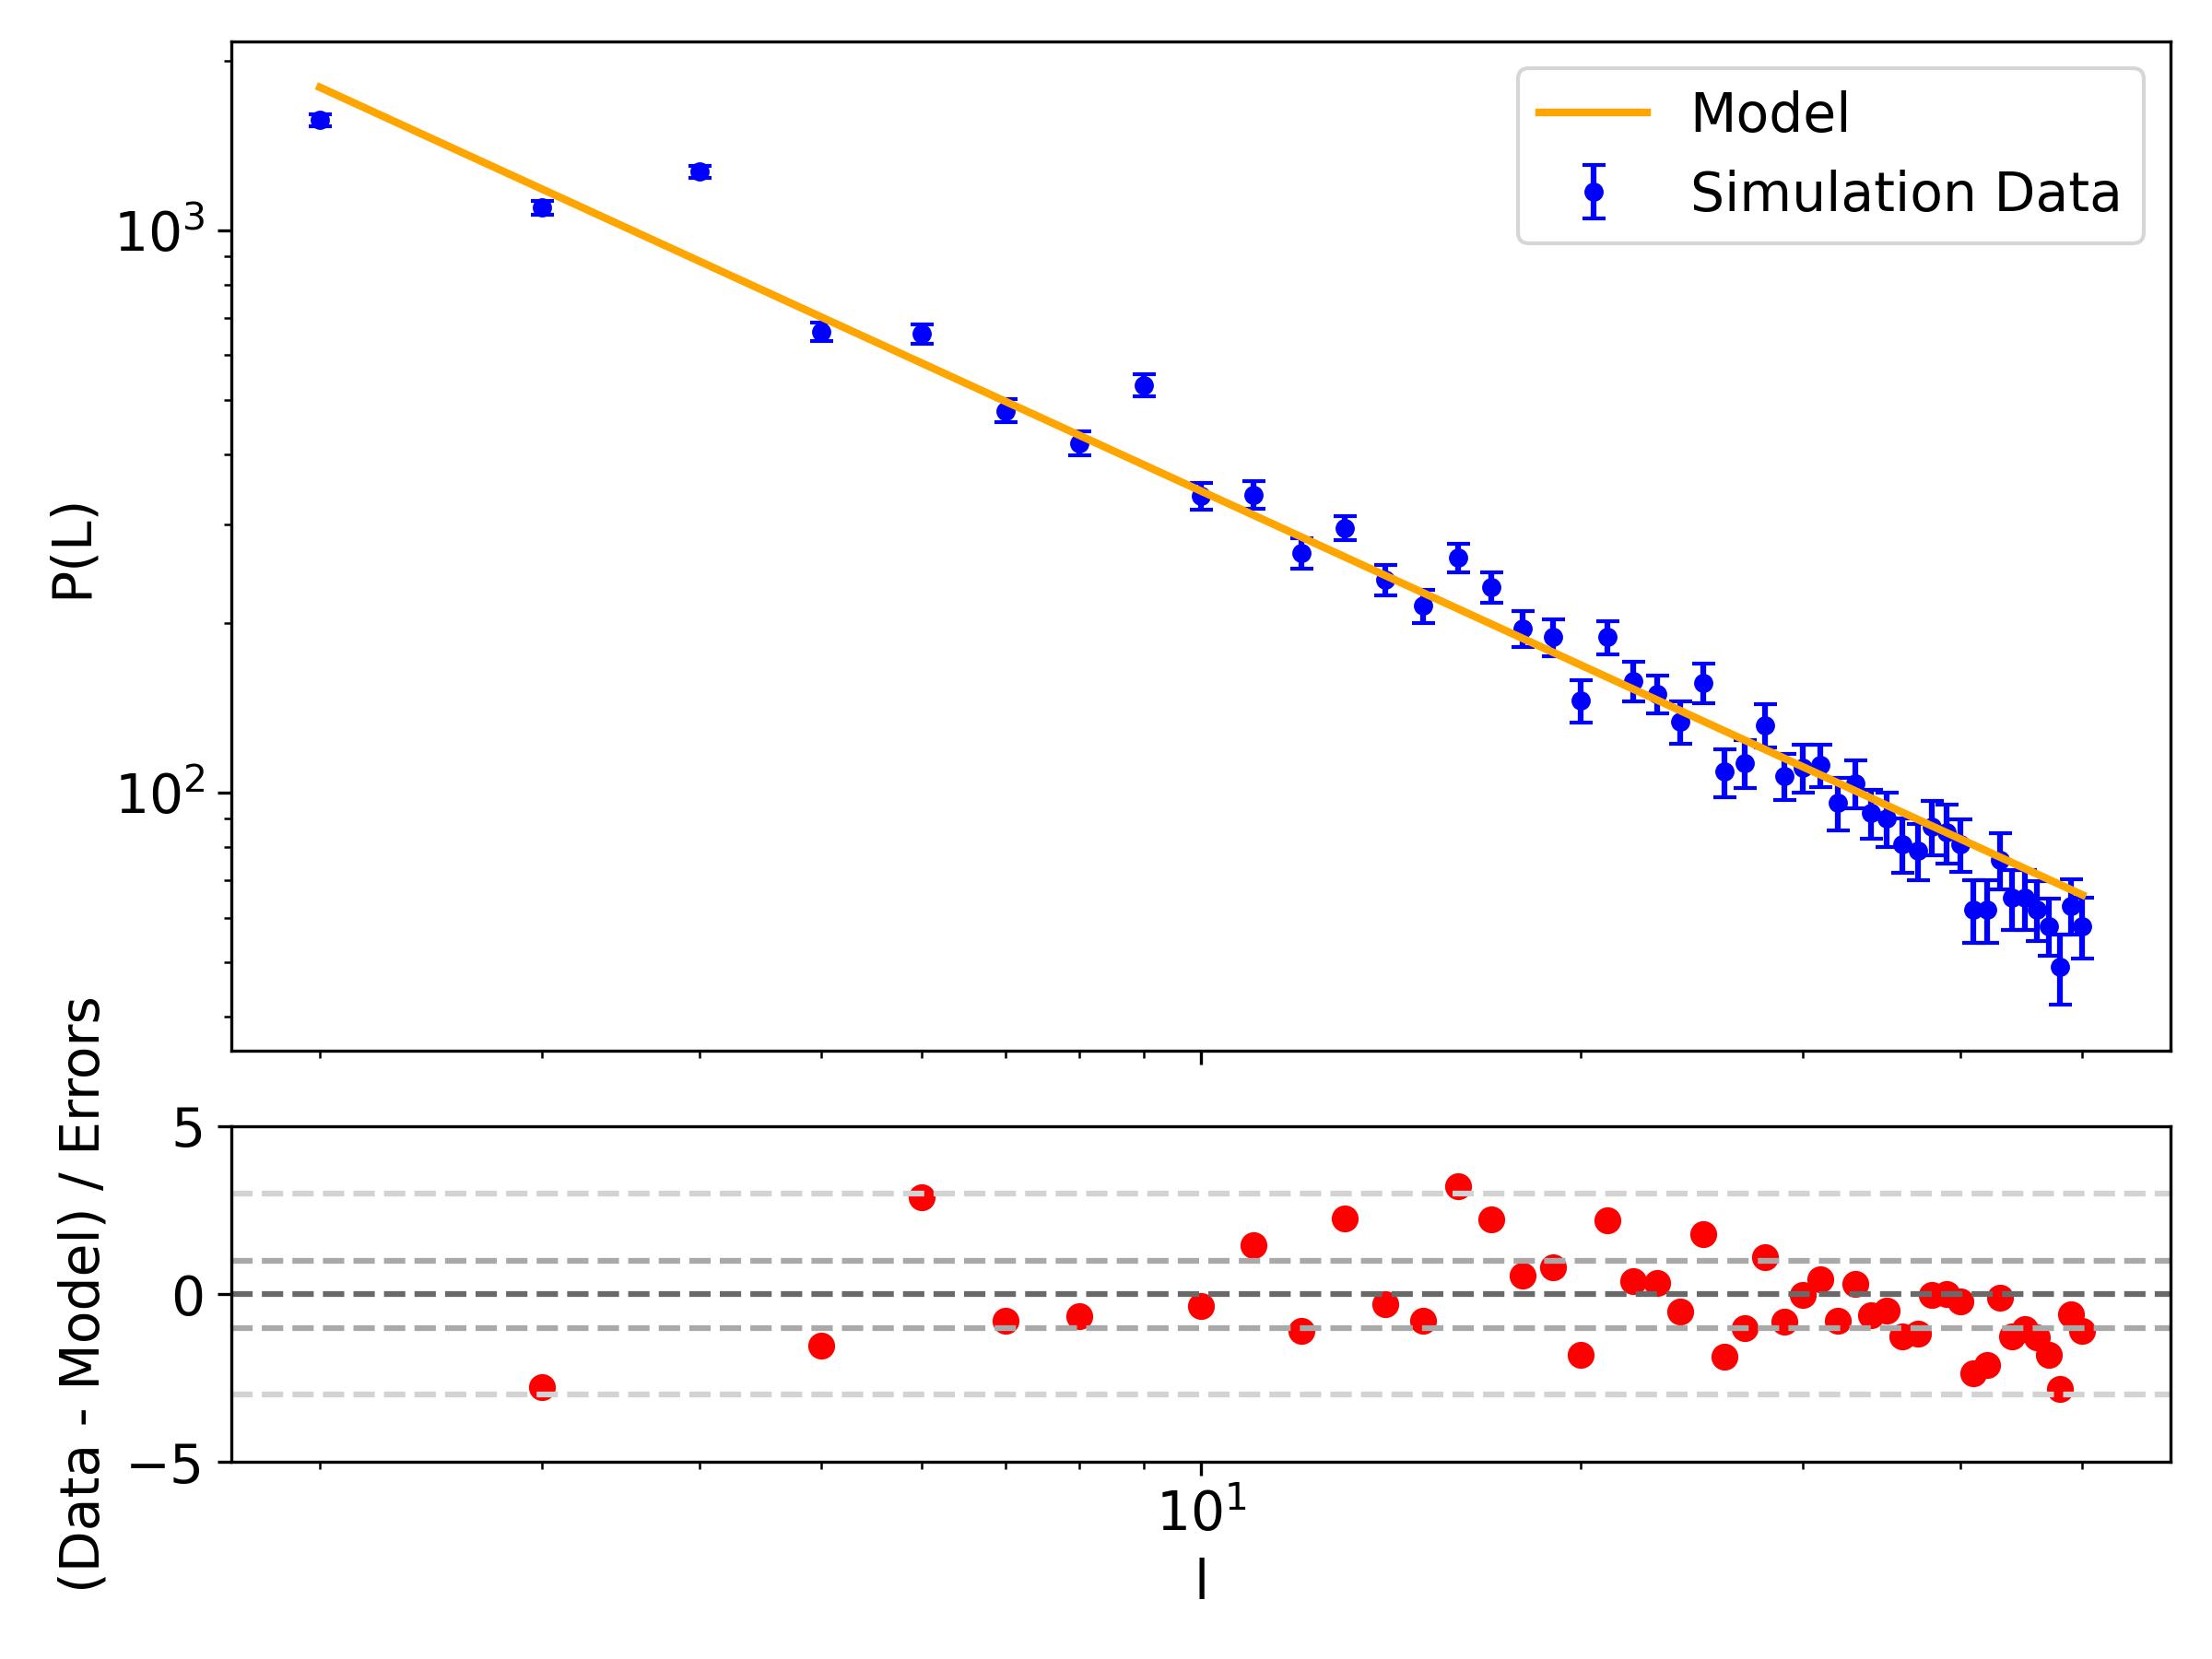 Model
Simulation Data
10³
10²
P(L)
5
0
−5
(Data - Model) / Errors
10¹
l